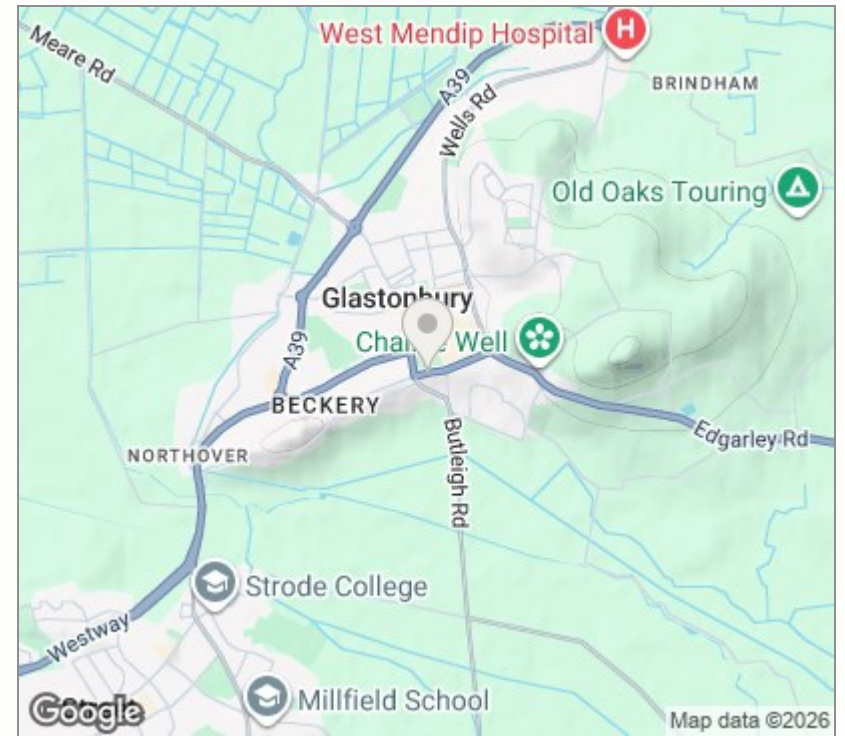 West Mendip Hospital
H
Meare Rd
A39
Wells Rd
BRINDHAM
Old Oaks Touring
Glastonbury
Well
A39
BECKERY
Edgarley Rd
NORTHOVER
Butleigh Rd
Strode College
Westway
Millfield School
Google
Map data ©2026